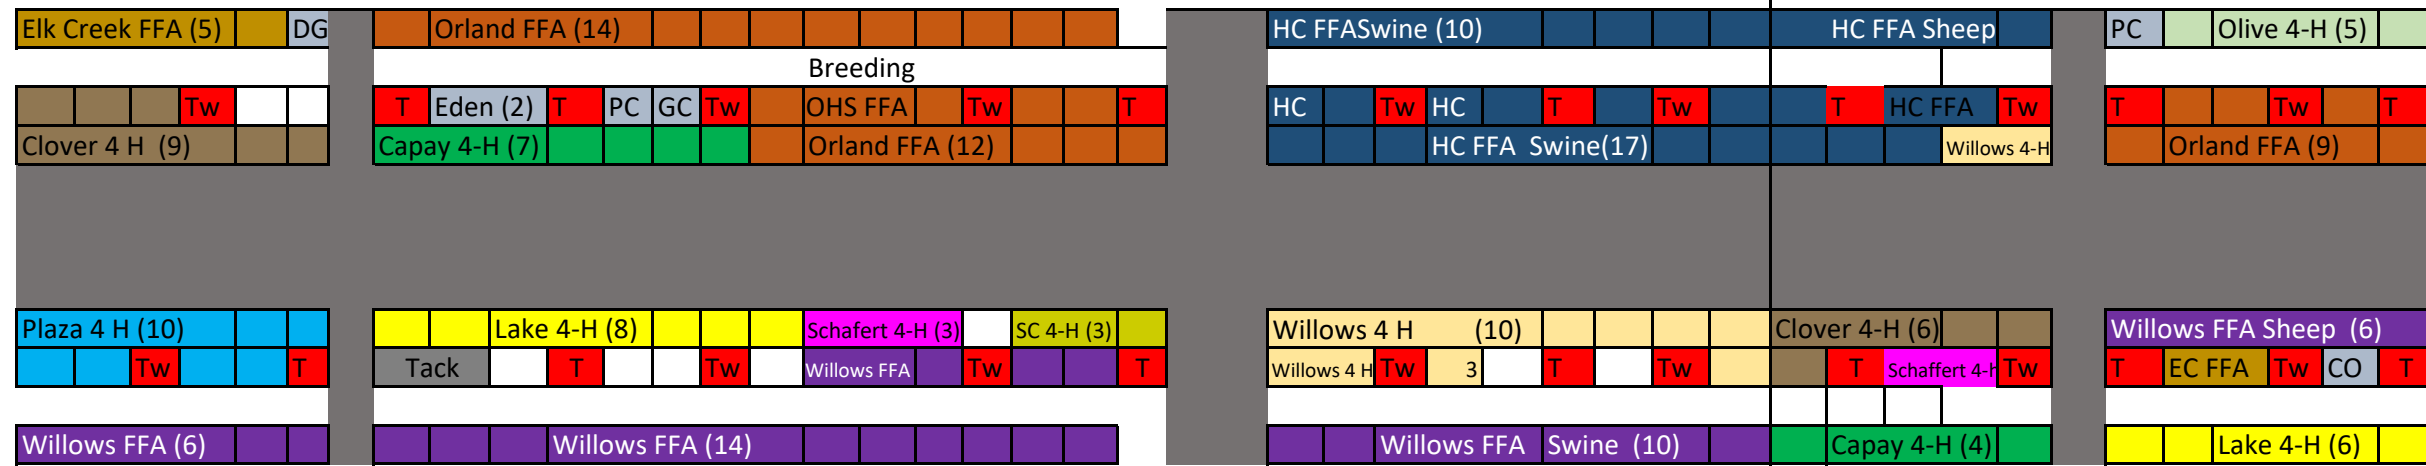 Elk Creek FFA (5) DG Orland FFA (14) HC FFASwine (10) HC FFA Sheep PC Olive 4-H (5)
Breeding
Tw T Eden (2) T PC GC Tw OHS FFA Tw T HC Tw HC T Tw T HC FFA Tw T Tw T
Clover 4 H (9) Capay 4-H (7) Orland FFA (12) HC FFA Swine(17) Willows 4-H Orland FFA (9)
Plaza 4 H (10) Lake 4-H (8) Schafert 4-H (3) SC 4-H (3) Willows 4 H (10) Clover 4-H (6) Willows FFA Sheep (6)
Tw T Tack T Tw Willows FFA Tw T Willows 4 H Tw 3 T Tw T Schaffert 4-h Tw T EC FFA Tw CO T
Willows FFA (6) Willows FFA (14) Willows FFA Swine (10) Capay 4-H (4) Lake 4-H (6)